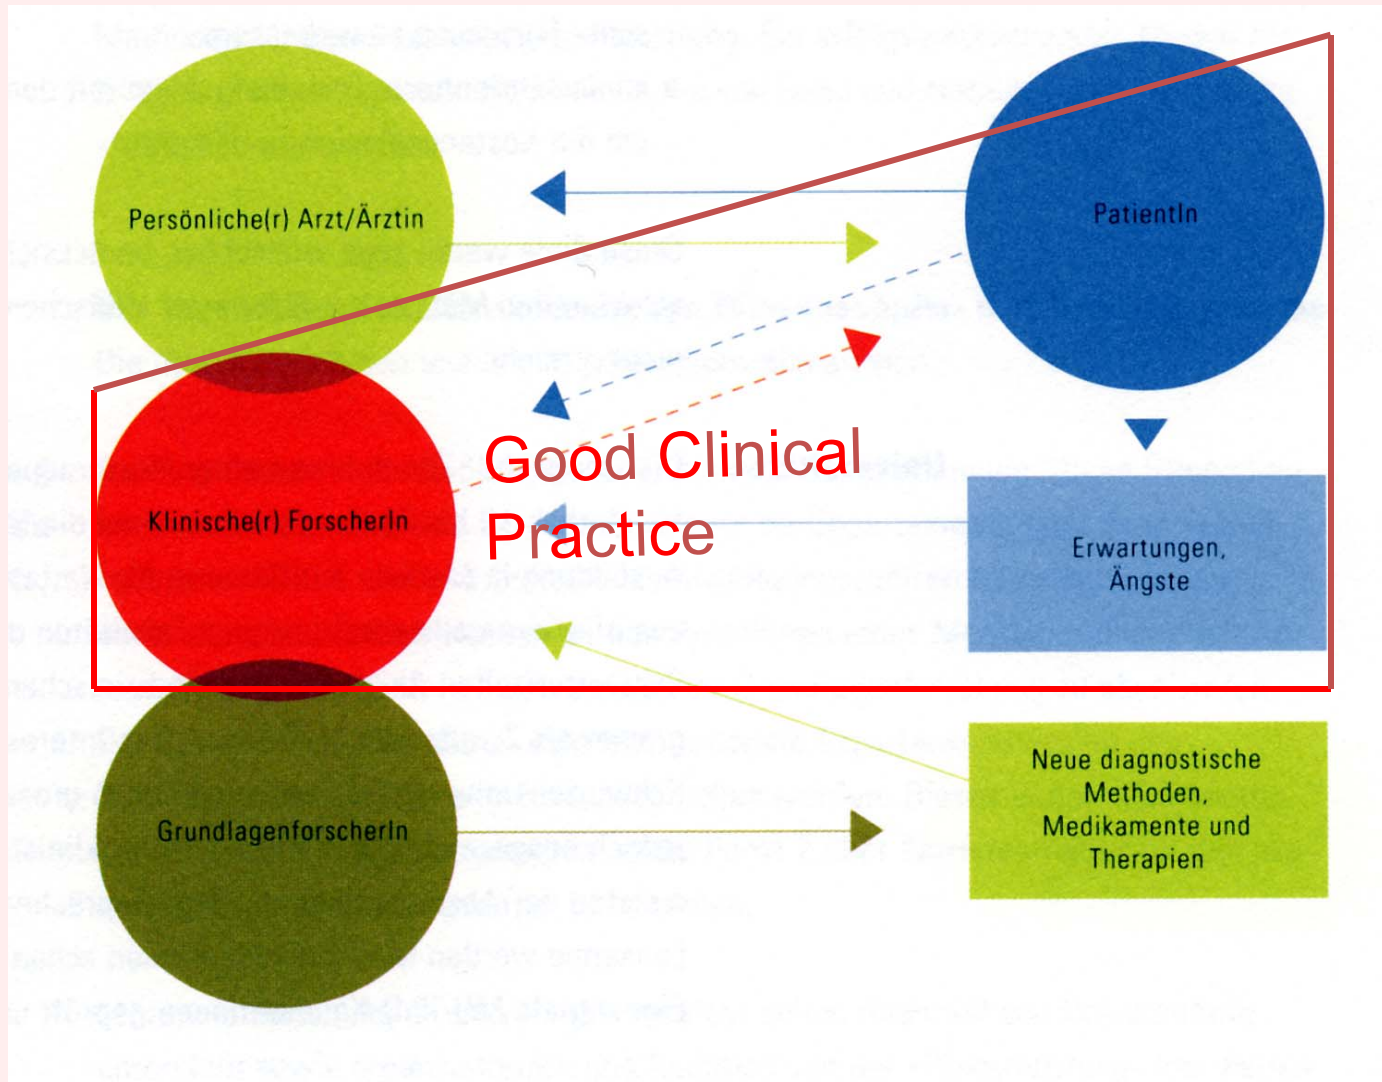 Persönliche(r) Arzt/Ärztin
PatientIn
Good Clinical
Practice
Klinische(r) ForscherIn
Erwartungen,
Ängste
GrundlagenforscherIn
Neue diagnostische
Methoden,
Medikamente und
Therapien